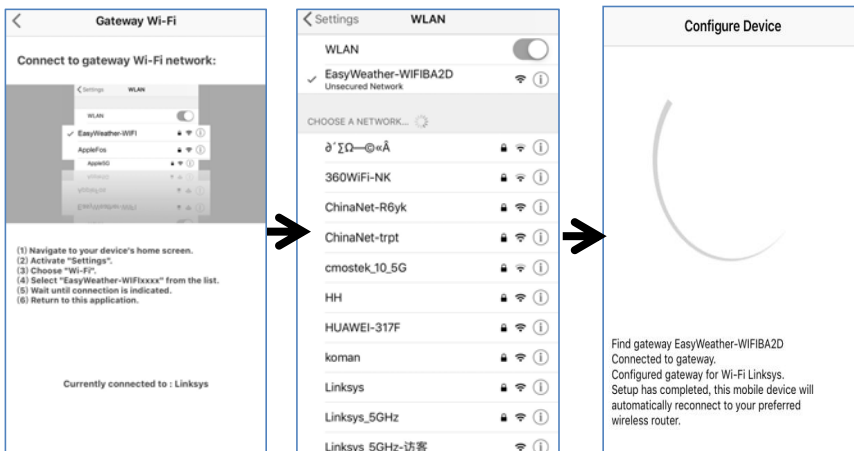 Gateway Wi-Fi
Connect to gateway Wi-Fi network:
Settings WLAN
WLAN
EasyWeather-WIFI
AppleFos
Apple5G
(1) Navigate to your device's home screen.
(2) Activate "Settings".
(3) Choose "Wi-Fi".
(4) Select "EasyWeather-WIFIxxxx" from the list.
(5) Wait until connection is indicated.
(6) Return to this application.
Currently connected to : Linksys
Settings WLAN
WLAN
EasyWeather-WIFIBA2D
Unsecured Network
CHOOSE A NETWORK...
∂´∑Ω—©«Â
360WiFi-NK
ChinaNet-R6yk
ChinaNet-trpt
cmostek_10_5G
HH
HUAWEI-317F
koman
Linksys
Linksys_5GHz
Linksys_5GHz-访客
Configure Device
Find gateway EasyWeather-WIFIBA2D
Connected to gateway.
Configured gateway for Wi-Fi Linksys.
Setup has completed, this mobile device will
automatically reconnect to your preferred
wireless router.